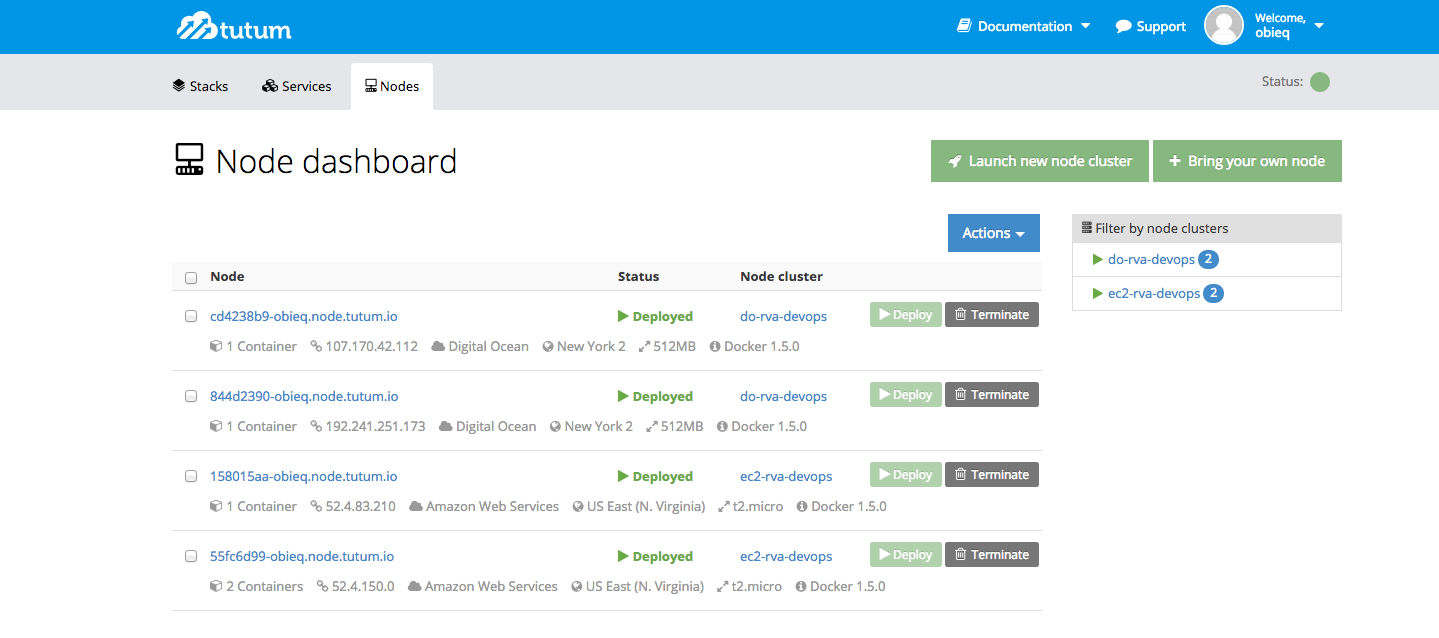 tutum
Documentation
Support
Welcome,
obieq
Stacks
Services
Nodes
Status:
Node dashboard
Launch new node cluster
Bring your own node
Actions
Filter by node clusters
do-rva-devops 2
ec2-rva-devops 2
Node Status Node cluster
cd4238b9-obieq.node.tutum.io Deployed do-rva-devops Deploy Terminate
1 Container 107.170.42.112 Digital Ocean New York 2 512MB Docker 1.5.0
844d2390-obieq.node.tutum.io Deployed do-rva-devops Deploy Terminate
1 Container 192.241.251.173 Digital Ocean New York 2 512MB Docker 1.5.0
158015aa-obieq.node.tutum.io Deployed ec2-rva-devops Deploy Terminate
1 Container 52.4.83.210 Amazon Web Services US East (N. Virginia) t2.micro Docker 1.5.0
55fc6d99-obieq.node.tutum.io Deployed ec2-rva-devops Deploy Terminate
2 Containers 52.4.150.0 Amazon Web Services US East (N. Virginia) t2.micro Docker 1.5.0